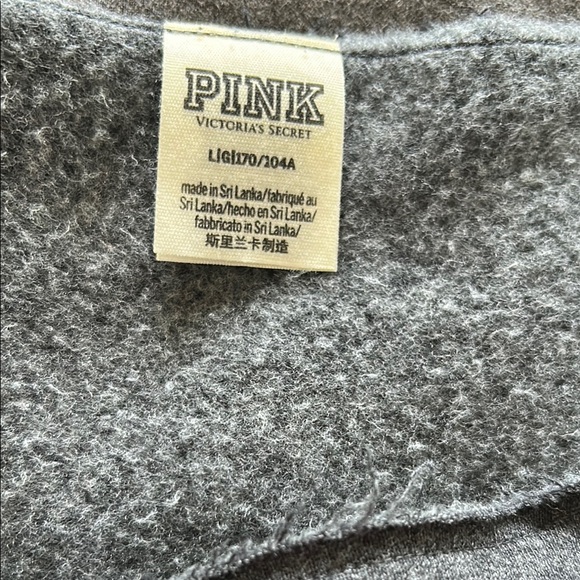 PINK
VICTORIA'S SECRET
L|G|170/104A
made in Sri Lanka/fabriqué au
Sri Lanka/hecho en Sri Lanka/
fabbricato in Sri Lanka/
斯里兰卡制造